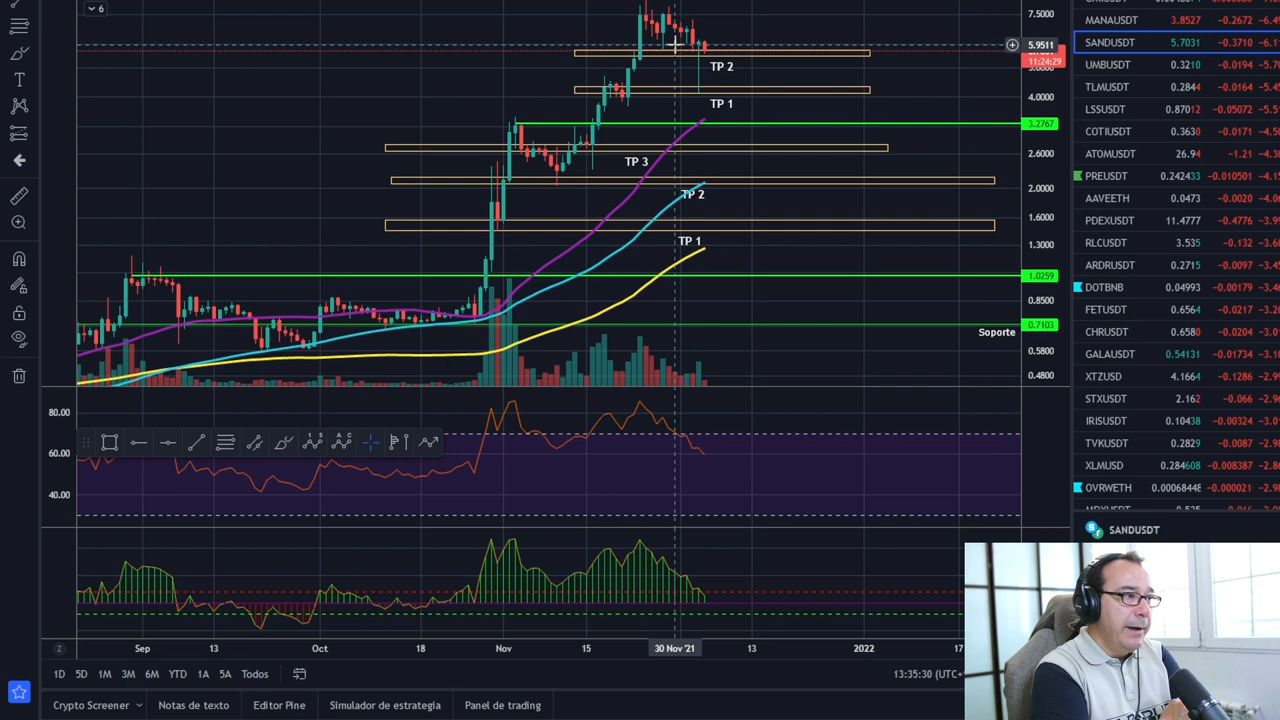 6
7.5000
5.9511
11:24:29
4.0000
3.2767
2.6000
2.0000
1.6000
1.3000
1.0259
0.8500
0.7103
0.5800
0.4800
TP 2
TP 1
TP 3
TP 2
TP 1
Soporte
80.00
60.00
40.00
Sep 13 Oct 18 Nov 15 30 Nov '21 13 2022 17
1D 5D 1M 3M 6M YTD 1A 5A Todos
13:35:30 (UTC+
Crypto Screener Notas de texto Editor Pine Simulador de estrategia Panel de trading
MANAUSDT 3.8527 -0.2672 -6.4
SANDUSDT 5.7031 -0.3710 -6.1
UMBUSDT 0.3210 -0.0194 -5.7
TLMUSDT 0.2844 -0.0164 -5.4
LSSUSDT 0.87012 -0.05072 -5.5
COTIUSDT 0.3630 -0.0171 -4.5
ATOMUSDT 26.94 -1.21 -4.3
PREUSDT 0.242433 -0.010501 -4.1
AAVEETH 0.0473 -0.0020 -4.0
PDEXUSDT 11.4777 -0.4776 -3.9
RLCUSDT 3.535 -0.132 -3.6
ARDRUSDT 0.2715 -0.0097 -3.4
DOTBNB 0.04993 -0.00179 -3.4
FETUSDT 0.6564 -0.0217 -3.2
CHRUSDT 0.6580 -0.0204 -3.0
GALAUSDT 0.54131 -0.01734 -3.1
XTZUSD 4.1664 -0.1286 -2.9
STXUSDT 2.162 -0.066 -2.9
IRISUSDT 0.10438 -0.00324 -3.0
TVKUSDT 0.2829 -0.0087 -2.9
XLMUSD 0.284608 -0.008387 -2.8
OVRWETH 0.00068448 -0.000021 -2.9
SANDUSDT